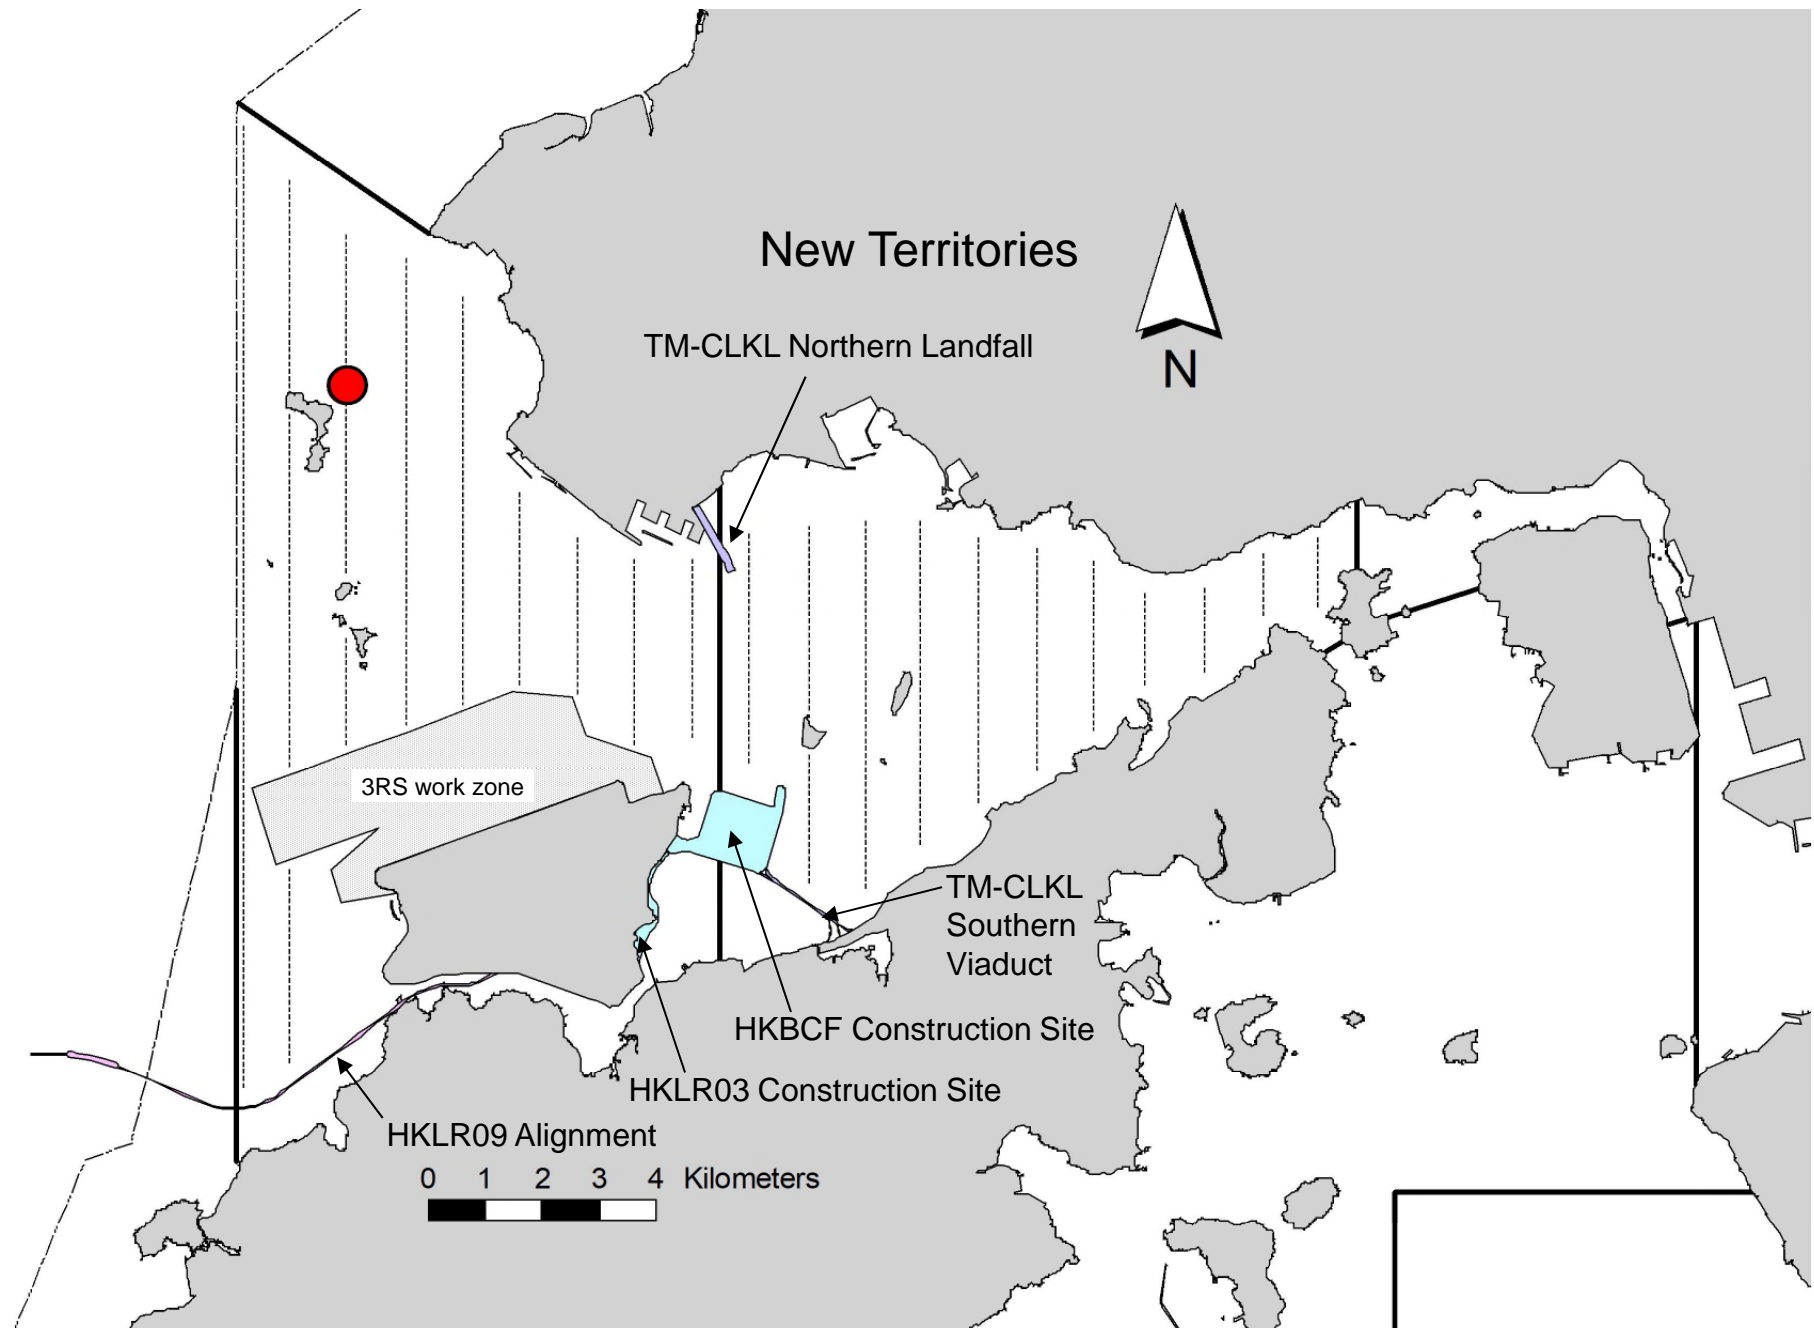 New Territories
TM-CLKL Northern Landfall
N
3RS work zone
TM-CLKL
Southern
Viaduct
HKBCF Construction Site
HKLR03 Construction Site
HKLR09 Alignment
0 1 2 3 4 Kilometers